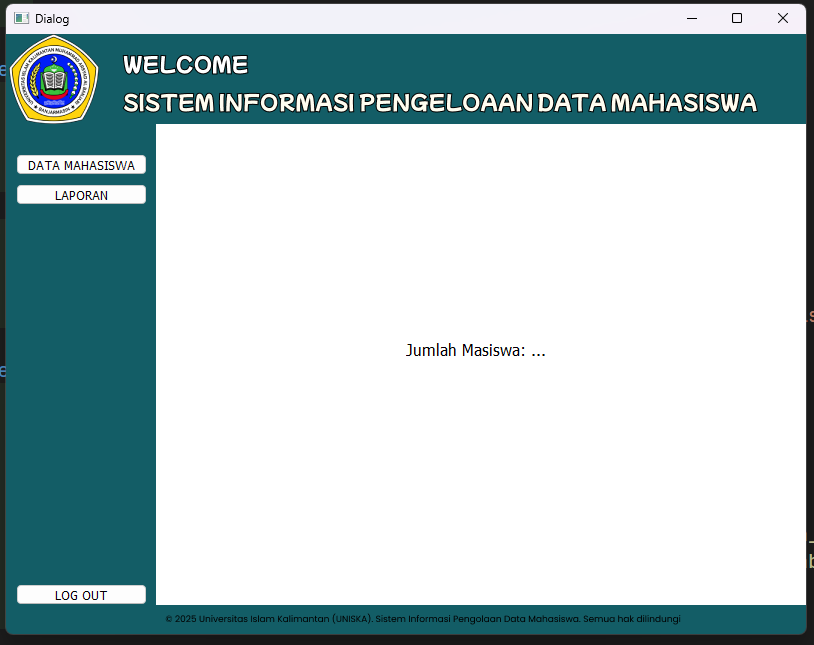 Dialog
WELCOME
SISTEM INFORMASI PENGELOAAN DATA MAHASISWA
DATA MAHASISWA
LAPORAN
Jumlah Masiswa: ...
LOG OUT
© 2025 Universitas Islam Kalimantan (UNISKA). Sistem Informasi Pengolaan Data Mahasiswa. Semua hak dilindungi